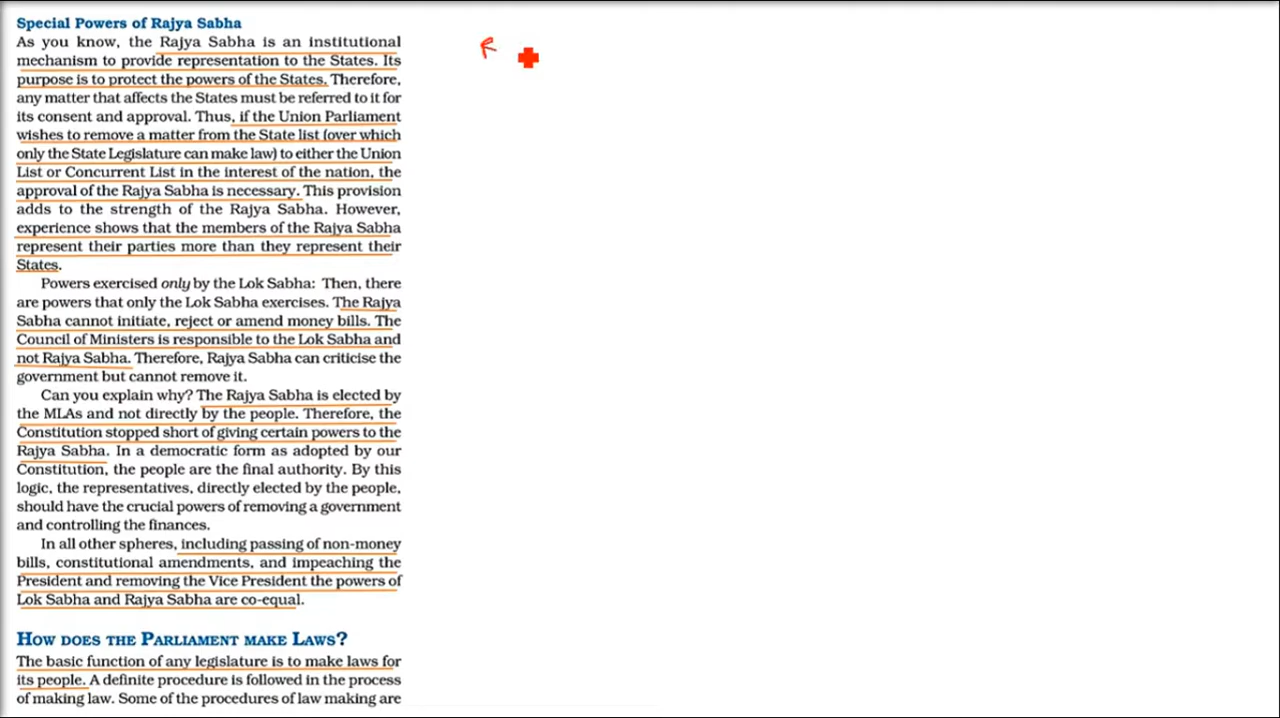 Special Powers of Rajya Sabha
As you know, the Rajya Sabha is an institutional
mechanism to provide representation to the States. Its
purpose is to protect the powers of the States. Therefore,
any matter that affects the States must be referred to it for
its consent and approval. Thus, if the Union Parliament
wishes to remove a matter from the State list (over which
only the State Legislature can make law) to either the Union
List or Concurrent List in the interest of the nation, the
approval of the Rajya Sabha is necessary. This provision
adds to the strength of the Rajya Sabha. However,
experience shows that the members of the Rajya Sabha
represent their parties more than they represent their
States.
Powers exercised only by the Lok Sabha: Then, there
are powers that only the Lok Sabha exercises. The Rajya
Sabha cannot initiate, reject or amend money bills. The
Council of Ministers is responsible to the Lok Sabha and
not Rajya Sabha. Therefore, Rajya Sabha can criticise the
government but cannot remove it.
Can you explain why? The Rajya Sabha is elected by
the MLAs and not directly by the people. Therefore, the
Constitution stopped short of giving certain powers to the
Rajya Sabha. In a democratic form as adopted by our
Constitution, the people are the final authority. By this
logic, the representatives, directly elected by the people,
should have the crucial powers of removing a government
and controlling the finances.
In all other spheres, including passing of non-money
bills, constitutional amendments, and impeaching the
President and removing the Vice President the powers of
Lok Sabha and Rajya Sabha are co-equal.
HOW DOES THE PARLIAMENT MAKE LAWS?
The basic function of any legislature is to make laws for
its people. A definite procedure is followed in the process
of making law. Some of the procedures of law making are